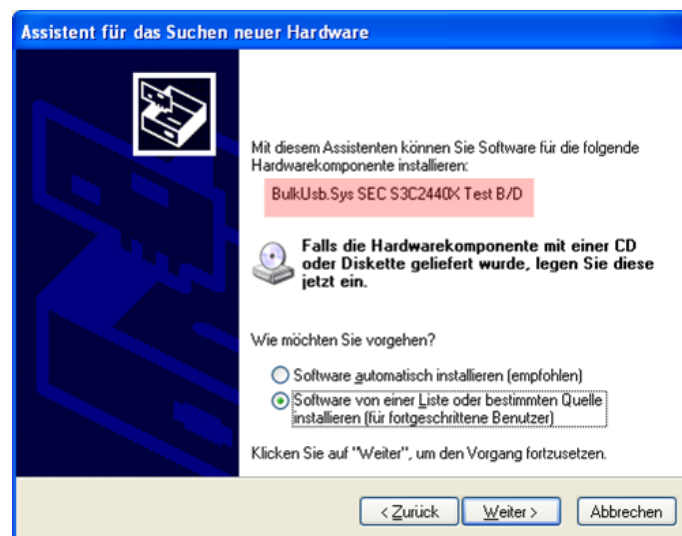 Assistent für das Suchen neuer Hardware
Mit diesem Assistenten können Sie Software für die folgende
Hardwarekomponente installieren:
BulkUsb.Sys SEC S3C2440X Test B/D
Falls die Hardwarekomponente mit einer CD
oder Diskette geliefert wurde, legen Sie diese
jetzt ein.
Wie möchten Sie vorgehen?
Software automatisch installieren (empfohlen)
Software von einer Liste oder bestimmten Quelle
installieren (für fortgeschrittene Benutzer)
Klicken Sie auf "Weiter", um den Vorgang fortzusetzen.
< Zurück Weiter > Abbrechen